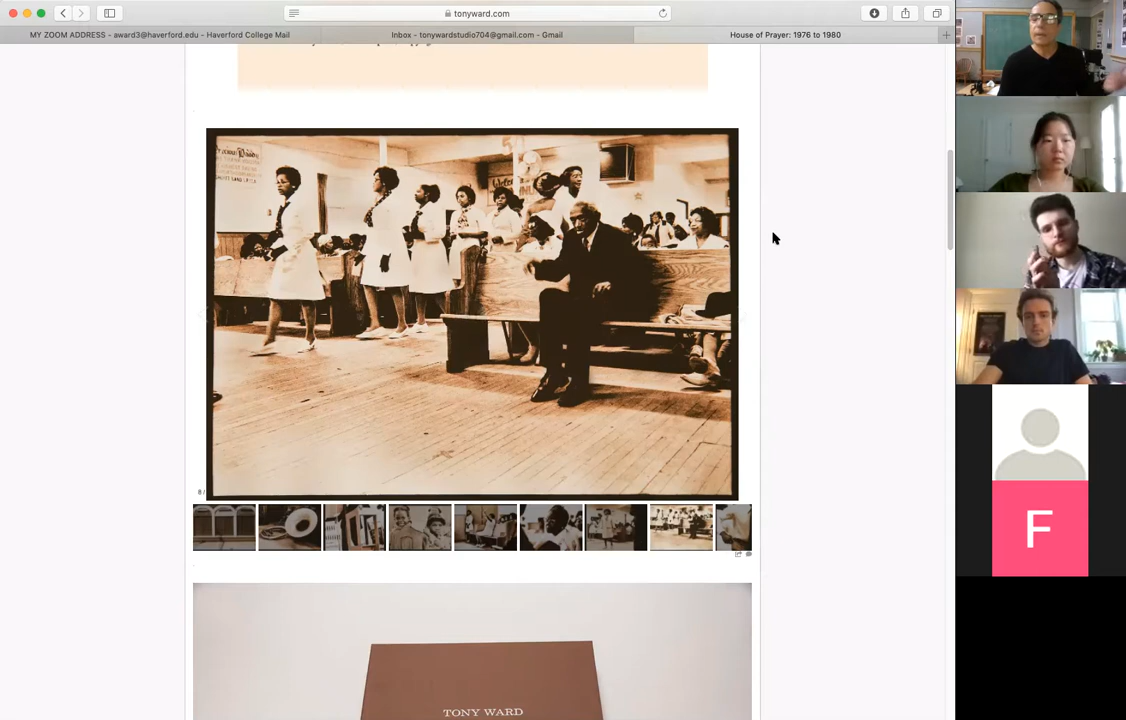 tonyward.com
MY ZOOM ADDRESS - award3@haverford.edu - Haverford College Mail
Inbox - tonywardstudio704@gmail.com - Gmail
House of Prayer: 1976 to 1980
8 /
TONY WARD
F